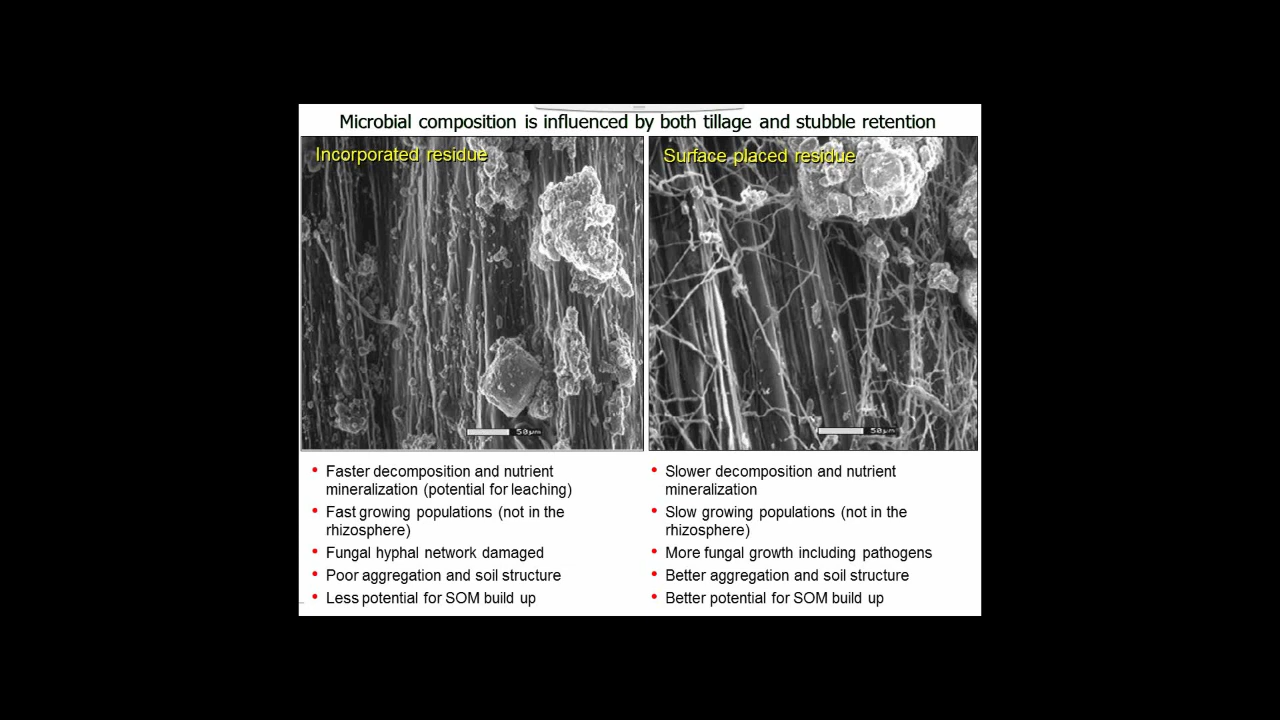 Microbial composition is influenced by both tillage and stubble retention
Incorporated residue
50µm
• Faster decomposition and nutrient
mineralization (potential for leaching)
• Fast growing populations (not in the
rhizosphere)
• Fungal hyphal network damaged
• Poor aggregation and soil structure
• Less potential for SOM build up
Surface placed residue
50µm
• Slower decomposition and nutrient
mineralization
• Slow growing populations (not in the
rhizosphere)
• More fungal growth including pathogens
• Better aggregation and soil structure
• Better potential for SOM build up